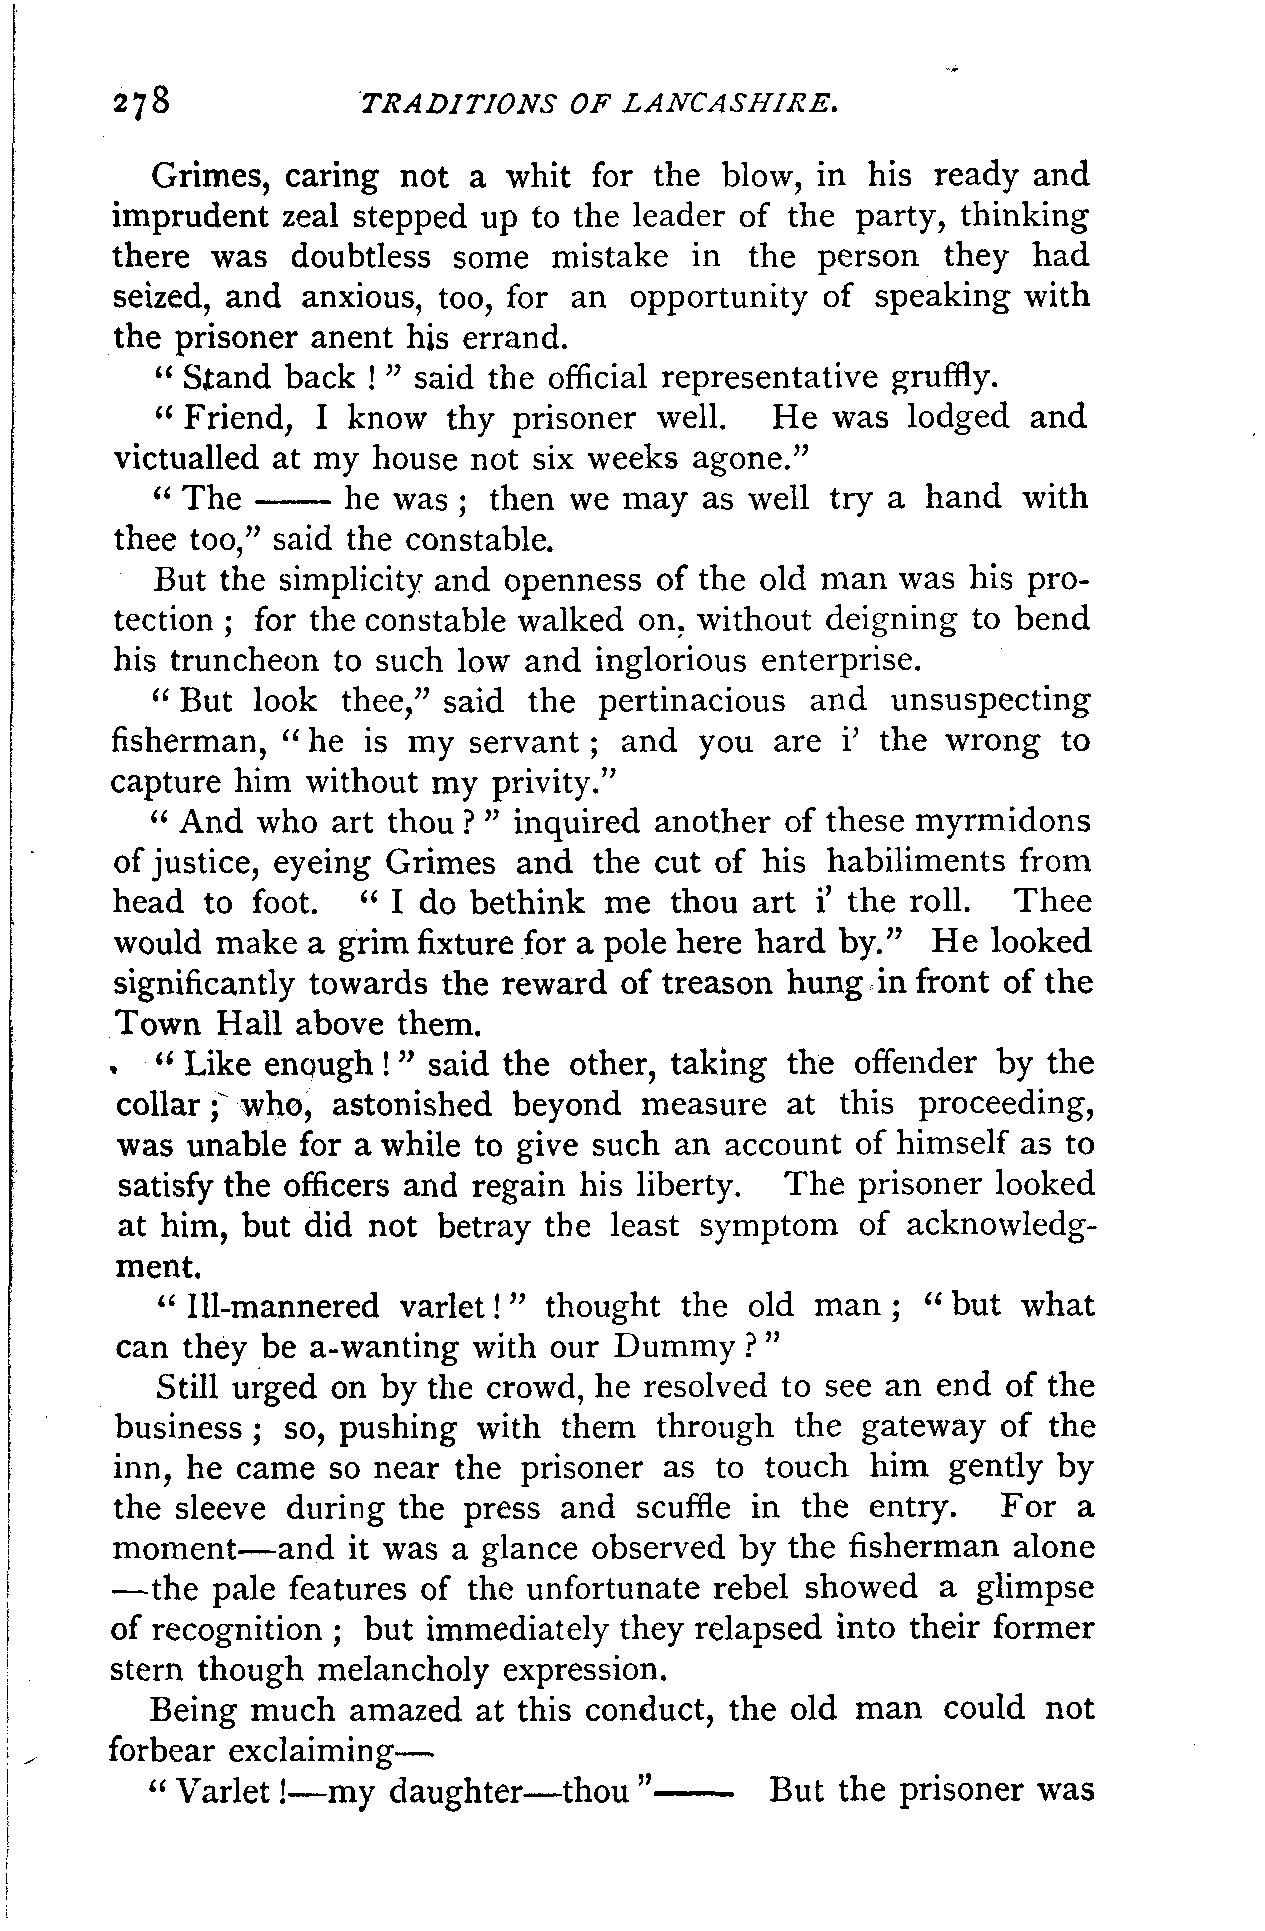 278 TRADITIONS OF LANCASHIRE.
Grimes, caring not a whit for the blow, in his ready and
imprudent zeal stepped up to the leader of the party, thinking
there was doubtless some mistake in the person they had
seized, and anxious, too, for an opportunity of speaking with
the prisoner anent his errand.
“ Stand back ! ” said the official representative gruffly.
“ Friend, I know thy prisoner well. He was lodged and
victualled at my house not six weeks agone.”
“ The —— he was ; then we may as well try a hand with
thee too,” said the constable.
But the simplicity and openness of the old man was his pro-
tection ; for the constable walked on, without deigning to bend
his truncheon to such low and inglorious enterprise.
“ But look thee,” said the pertinacious and unsuspecting
fisherman, “ he is my servant ; and you are i’ the wrong to
capture him without my privity.”
“ And who art thou ? ” inquired another of these myrmidons
of justice, eyeing Grimes and the cut of his habiliments from
head to foot. “ I do bethink me thou art i’ the roll. Thee
would make a grim fixture for a pole here hard by.” He looked
significantly towards the reward of treason hung in front of the
Town Hall above them.
“ Like enough ! ” said the other, taking the offender by the
collar ; who, astonished beyond measure at this proceeding,
was unable for a while to give such an account of himself as to
satisfy the officers and regain his liberty. The prisoner looked
at him, but did not betray the least symptom of acknowledg-
ment.
“ Ill-mannered varlet ! ” thought the old man ; “ but what
can they be a-wanting with our Dummy ? ”
Still urged on by the crowd, he resolved to see an end of the
business ; so, pushing with them through the gateway of the
inn, he came so near the prisoner as to touch him gently by
the sleeve during the press and scuffle in the entry. For a
moment—and it was a glance observed by the fisherman alone
—the pale features of the unfortunate rebel showed a glimpse
of recognition ; but immediately they relapsed into their former
stern though melancholy expression.
Being much amazed at this conduct, the old man could not
forbear exclaiming—
“ Varlet !—my daughter—thou ”—— But the prisoner was